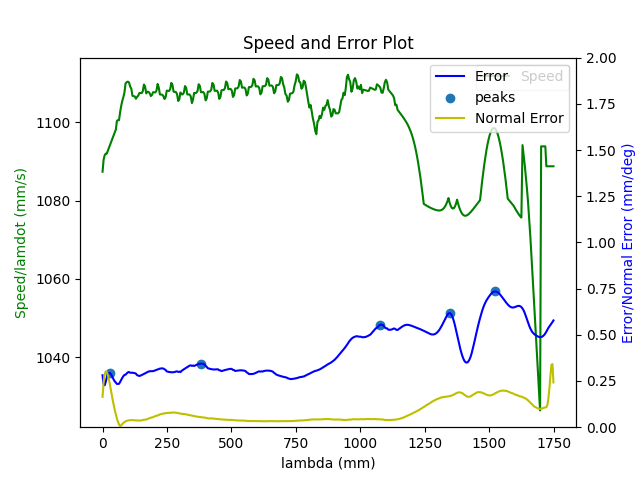 Speed and Error Plot
Speed/lamdot (mm/s)
1100
1080
1060
1040
Error
peaks
Normal Error
Speed
2.00
1.75
1.50
1.25
1.00
0.75
0.50
0.25
0.00
Error/Normal Error (mm/deg)
0 250 500 750 1000 1250 1500 1750
lambda (mm)